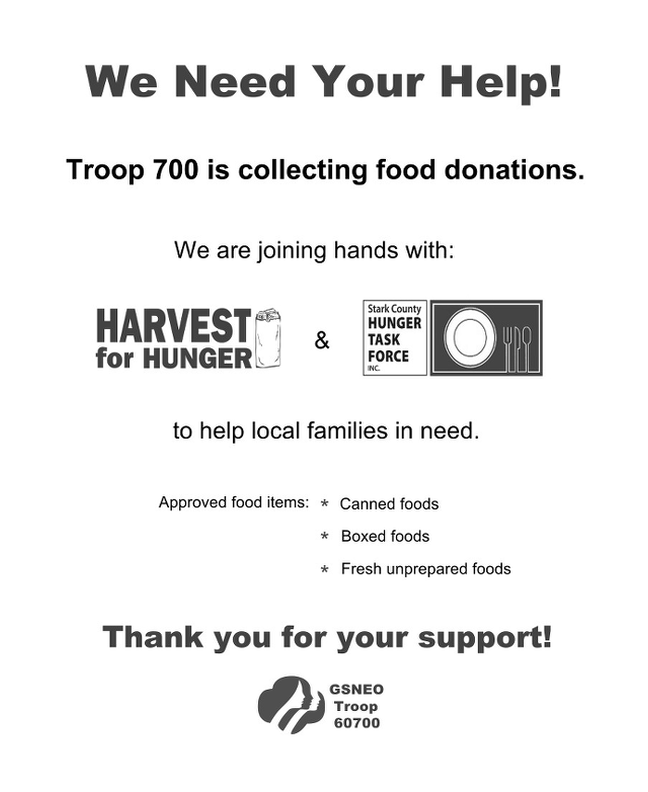 We Need Your Help!
Troop 700 is collecting food donations.
We are joining hands with:
HARVEST
for HUNGER
&
Stark County
HUNGER
TASK
FORCE
INC.
to help local families in need.
Approved food items: * Canned foods
* Boxed foods
* Fresh unprepared foods
Thank you for your support!
GSNEO
Troop
60700